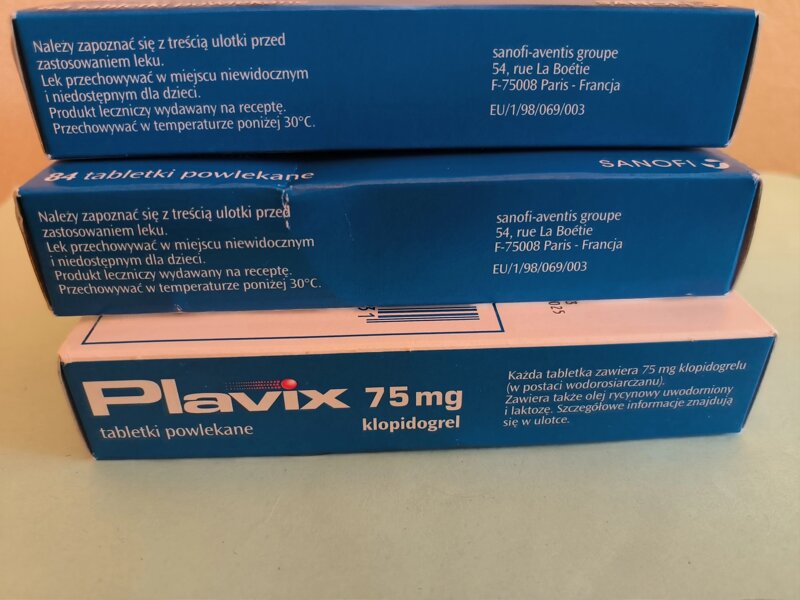 Należy zapoznać się z treścią ulotki przed
zastosowaniem leku.
Lek przechowywać w miejscu niewidocznym
i niedostępnym dla dzieci.
Produkt leczniczy wydawany na receptę.
Przechowywać w temperaturze poniżej 30°C.
sanofi-aventis groupe
54, rue La Boétie
F-75008 Paris - Francja
EU/1/98/069/003
84 tabletki powlekane
SANOFI
Należy zapoznać się z treścią ulotki przed
zastosowaniem leku.
Lek przechowywać w miejscu niewidocznym
i niedostępnym dla dzieci.
Produkt leczniczy wydawany na receptę.
Przechowywać w temperaturze poniżej 30°C.
sanofi-aventis groupe
54, rue La Boétie
F-75008 Paris - Francja
EU/1/98/069/003
Plavix 75 mg
tabletki powlekane
klopidogrel
Każda tabletka zawiera 75 mg klopidogrelu
(w postaci wodorosiarczanu).
Zawiera także olej rycynowy uwodorniony
i laktozę. Szczegółowe informacje znajdują
się w ulotce.